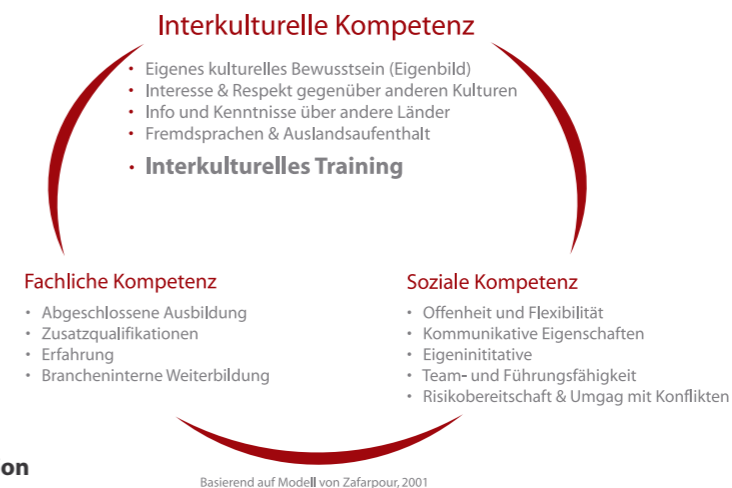 Interkulturelle Kompetenz
• Eigenes kulturelles Bewusstsein (Eigenbild)
• Interesse & Respekt gegenüber anderen Kulturen
• Info und Kenntnisse über andere Länder
• Fremdsprachen & Auslandsaufenthalt
• Interkulturelles Training
Fachliche Kompetenz
• Abgeschlossene Ausbildung
• Zusatzqualifikationen
• Erfahrung
• Brancheninterne Weiterbildung
Soziale Kompetenz
• Offenheit und Flexibilität
• Kommunikative Eigenschaften
• Eigeninititative
• Team- und Führungsfähigkeit
• Risikobereitschaft & Umgag mit Konflikten
on
Basierend auf Modell von Zafarpour, 2001